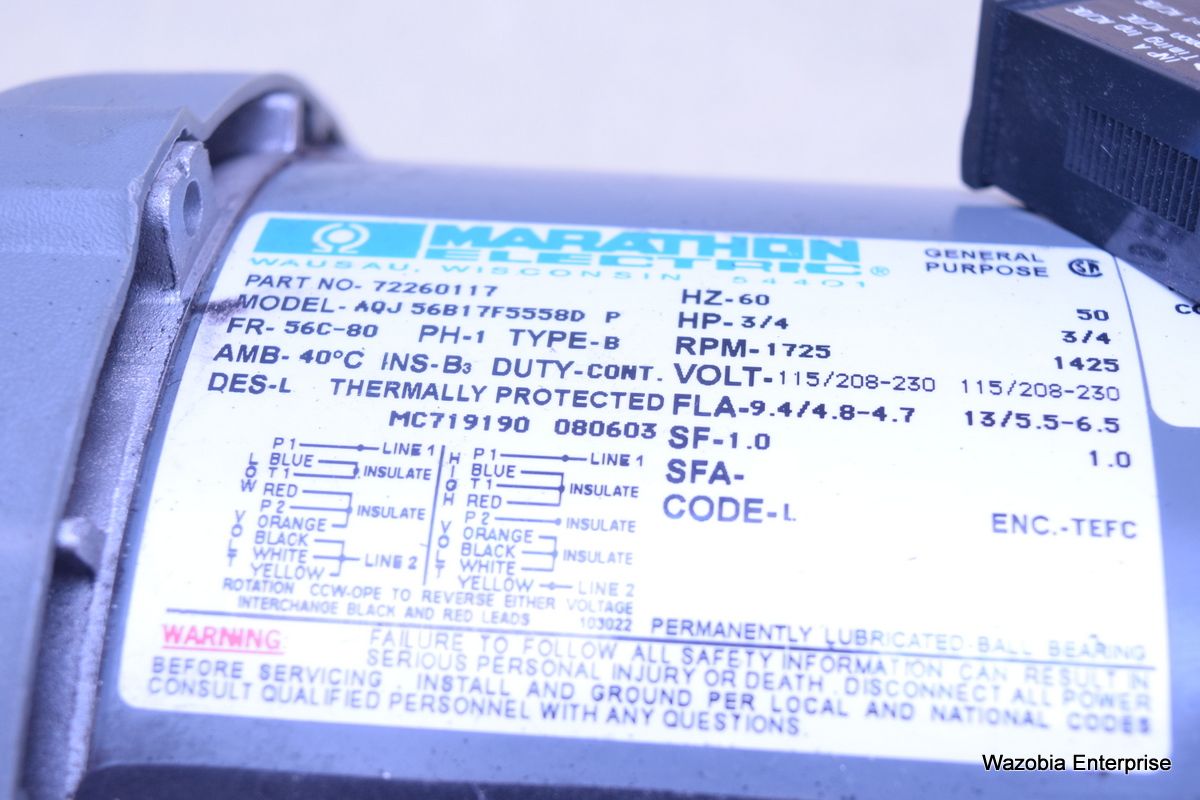 MARATHON
ELECTRIC®
WAUSAU, WISCONSIN 54401
GENERAL
PURPOSE
PART NO- 72260117
MODEL- AQJ 56B17F5558D P
FR- 56C-80 PH-1 TYPE-B
AMB- 40°C INS-B3 DUTY-CONT.
DES-L THERMALLY PROTECTED
MC719190 080603
HZ-60 50
HP-3/4 3/4
RPM-1725 1425
VOLT-115/208-230 115/208-230
FLA-9.4/4.8-4.7 13/5.5-6.5
SF-1.0 1.0
SFA-
CODE-L ENC.-TEFC
LOW VOLT
P1 LINE 1
BLUE
T1 INSULATE
RED
P2 INSULATE
ORANGE
BLACK
WHITE LINE 2
YELLOW
HIGH VOLT
P1 LINE 1
BLUE
T1 INSULATE
RED
P2 INSULATE
ORANGE
BLACK INSULATE
WHITE
YELLOW LINE 2
ROTATION CCW-OPE TO REVERSE EITHER VOLTAGE
INTERCHANGE BLACK AND RED LEADS 103022
PERMANENTLY LUBRICATED-BALL BEARING
WARNING FAILURE TO FOLLOW ALL SAFETY INFORMATION CAN RESULT IN
SERIOUS PERSONAL INJURY OR DEATH. DISCONNECT ALL POWER
BEFORE SERVICING. INSTALL AND GROUND PER LOCAL AND NATIONAL CODES
CONSULT QUALIFIED PERSONNEL WITH ANY QUESTIONS.
Wazobia Enterprise